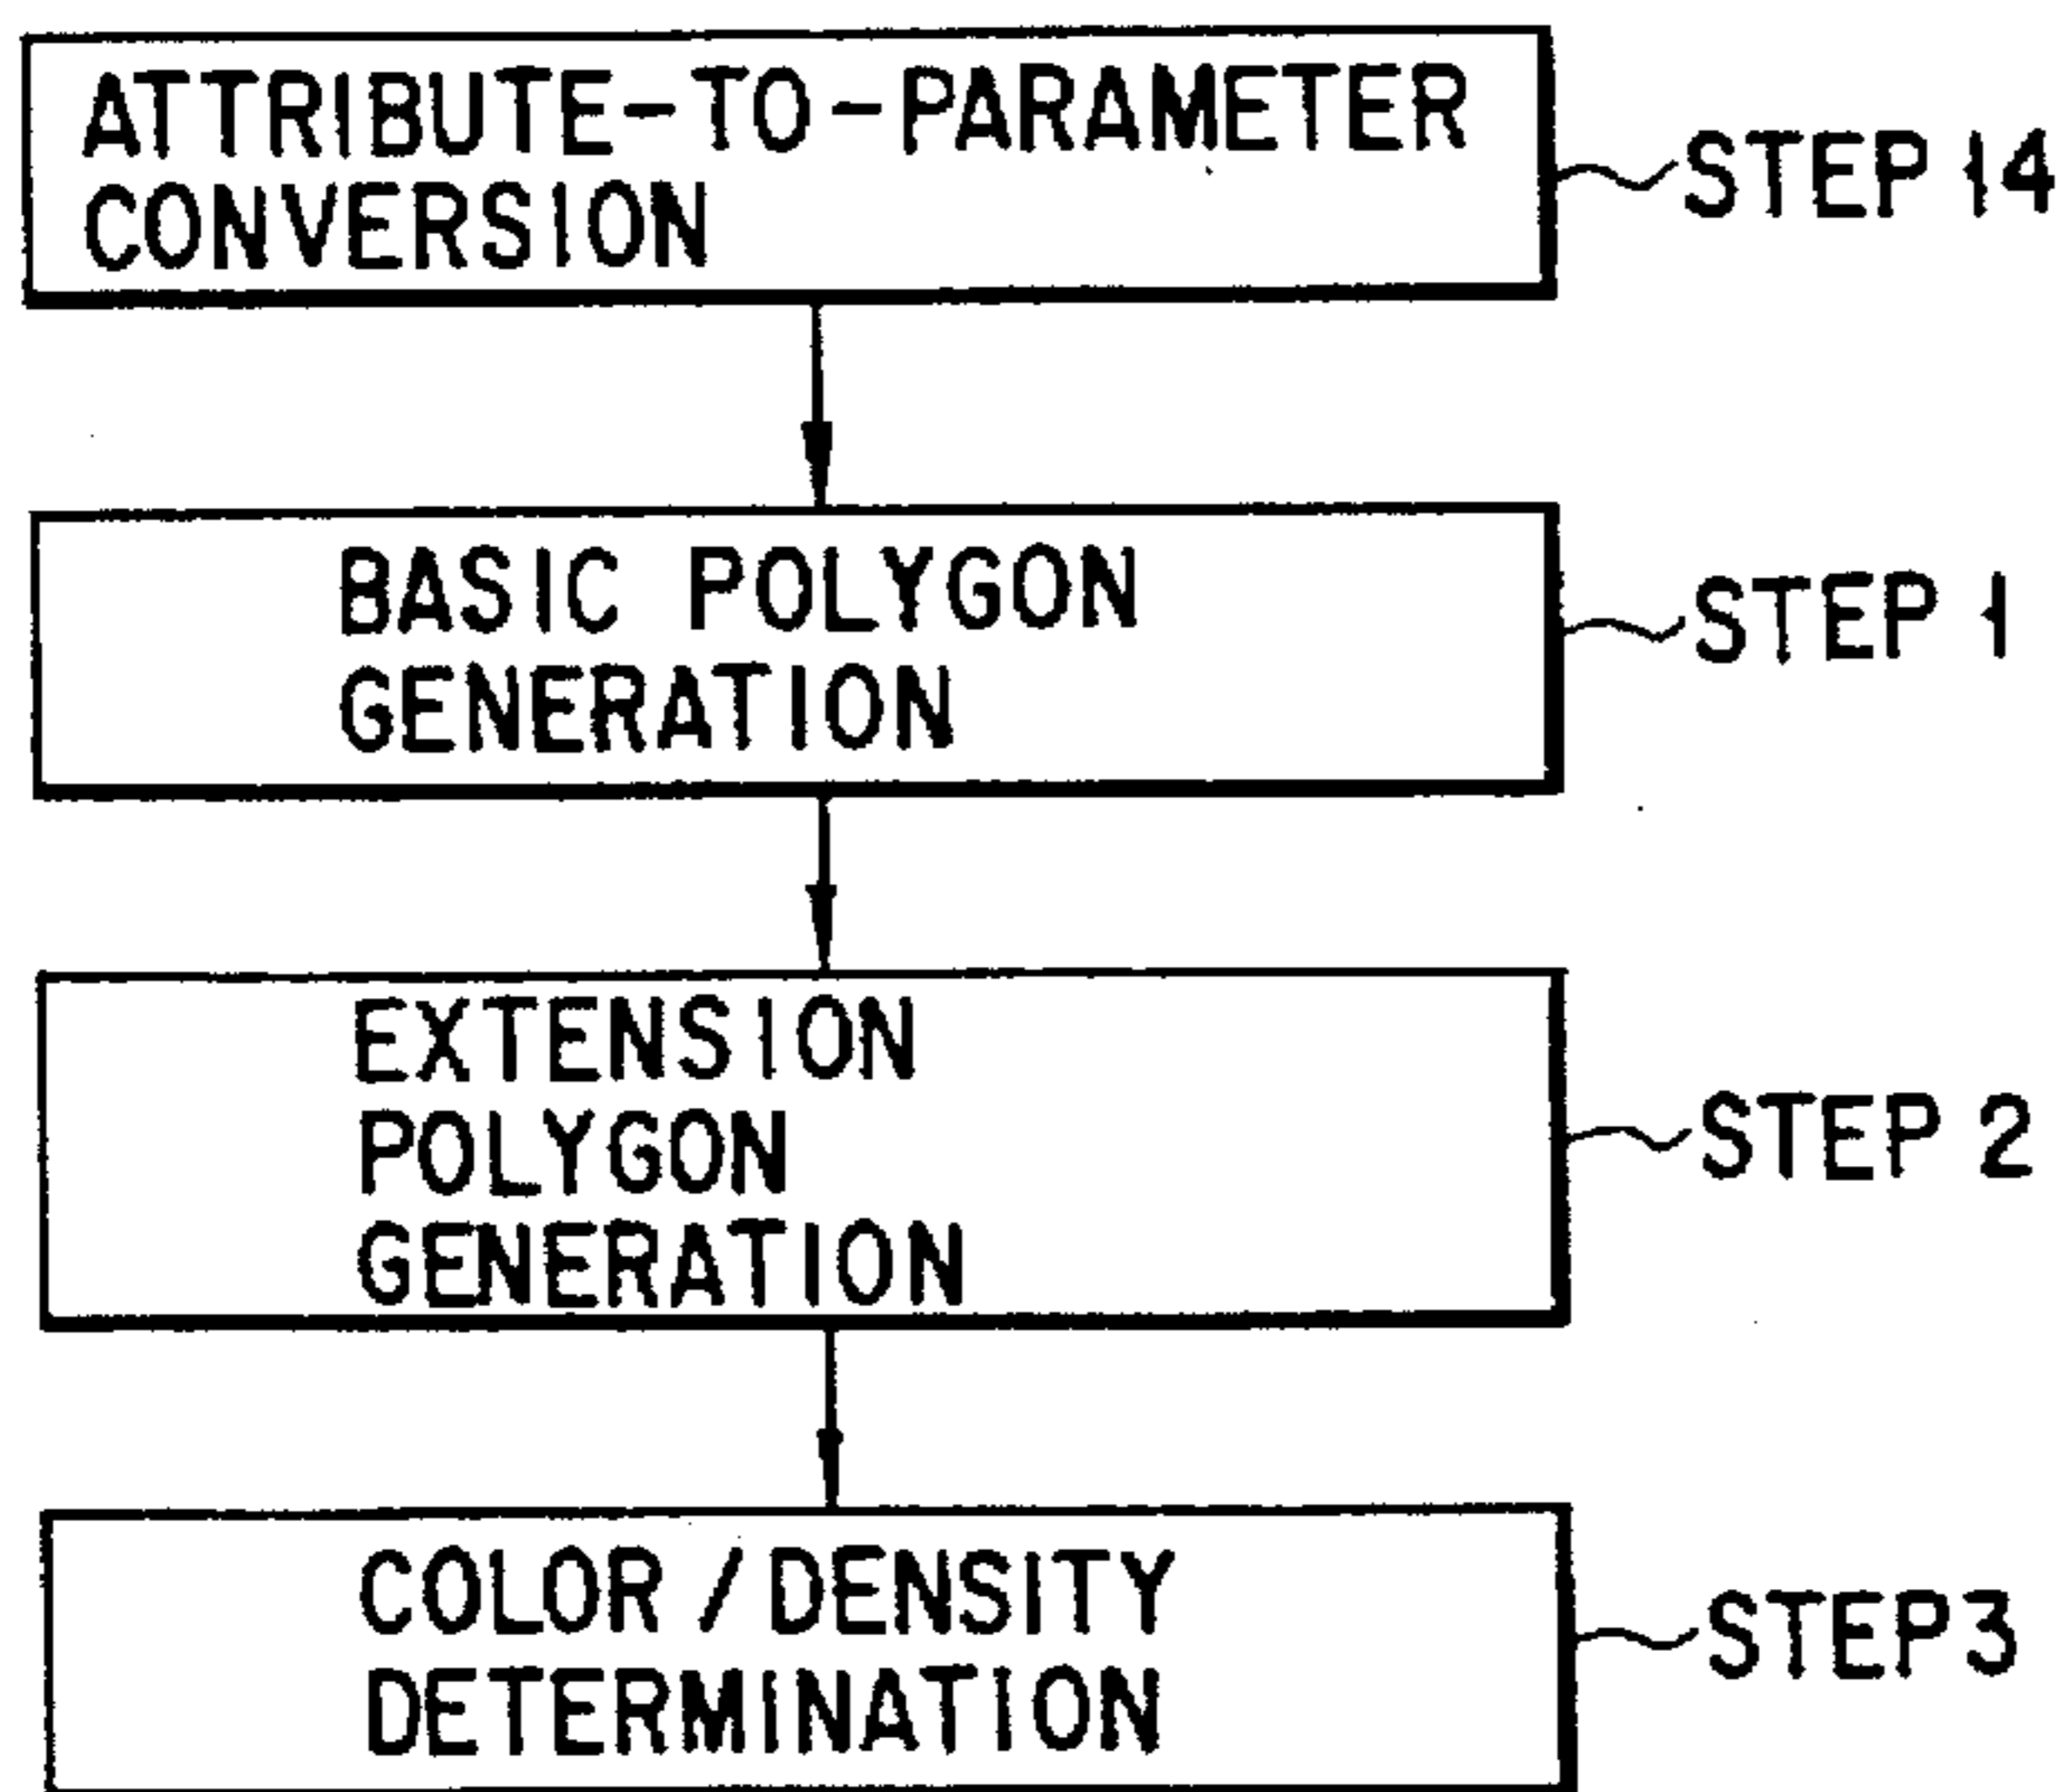 ATTRIBUTE-TO-PARAMETER
CONVERSION
STEP 14
BASIC POLYGON
GENERATION
STEP 1
EXTENSION
POLYGON
GENERATION
STEP 2
COLOR/DENSITY
DETERMINATION
STEP3